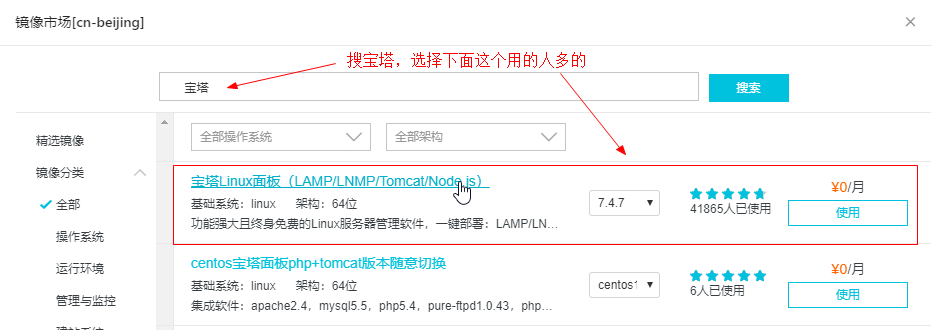 镜像市场[cn-beijing]
搜宝塔，选择下面这个用的人多的
宝塔
搜索
全部操作系统
全部架构
精选镜像
镜像分类
全部
操作系统
运行环境
管理与监控
宝塔Linux面板（LAMP/LNMP/Tomcat/Node.js）
基础系统：linux 架构：64位
功能强大且终身免费的Linux服务器管理软件，一键部署：LAMP/LN...
7.4.7
41865人已使用
¥0/月
使用
centos宝塔面板php+tomcat版本随意切换
基础系统：linux 架构：64位
集成软件：apache2.4，mysql5.5，php5.4，pure-ftpd1.0.43，php...
centos1
6人已使用
¥0/月
使用